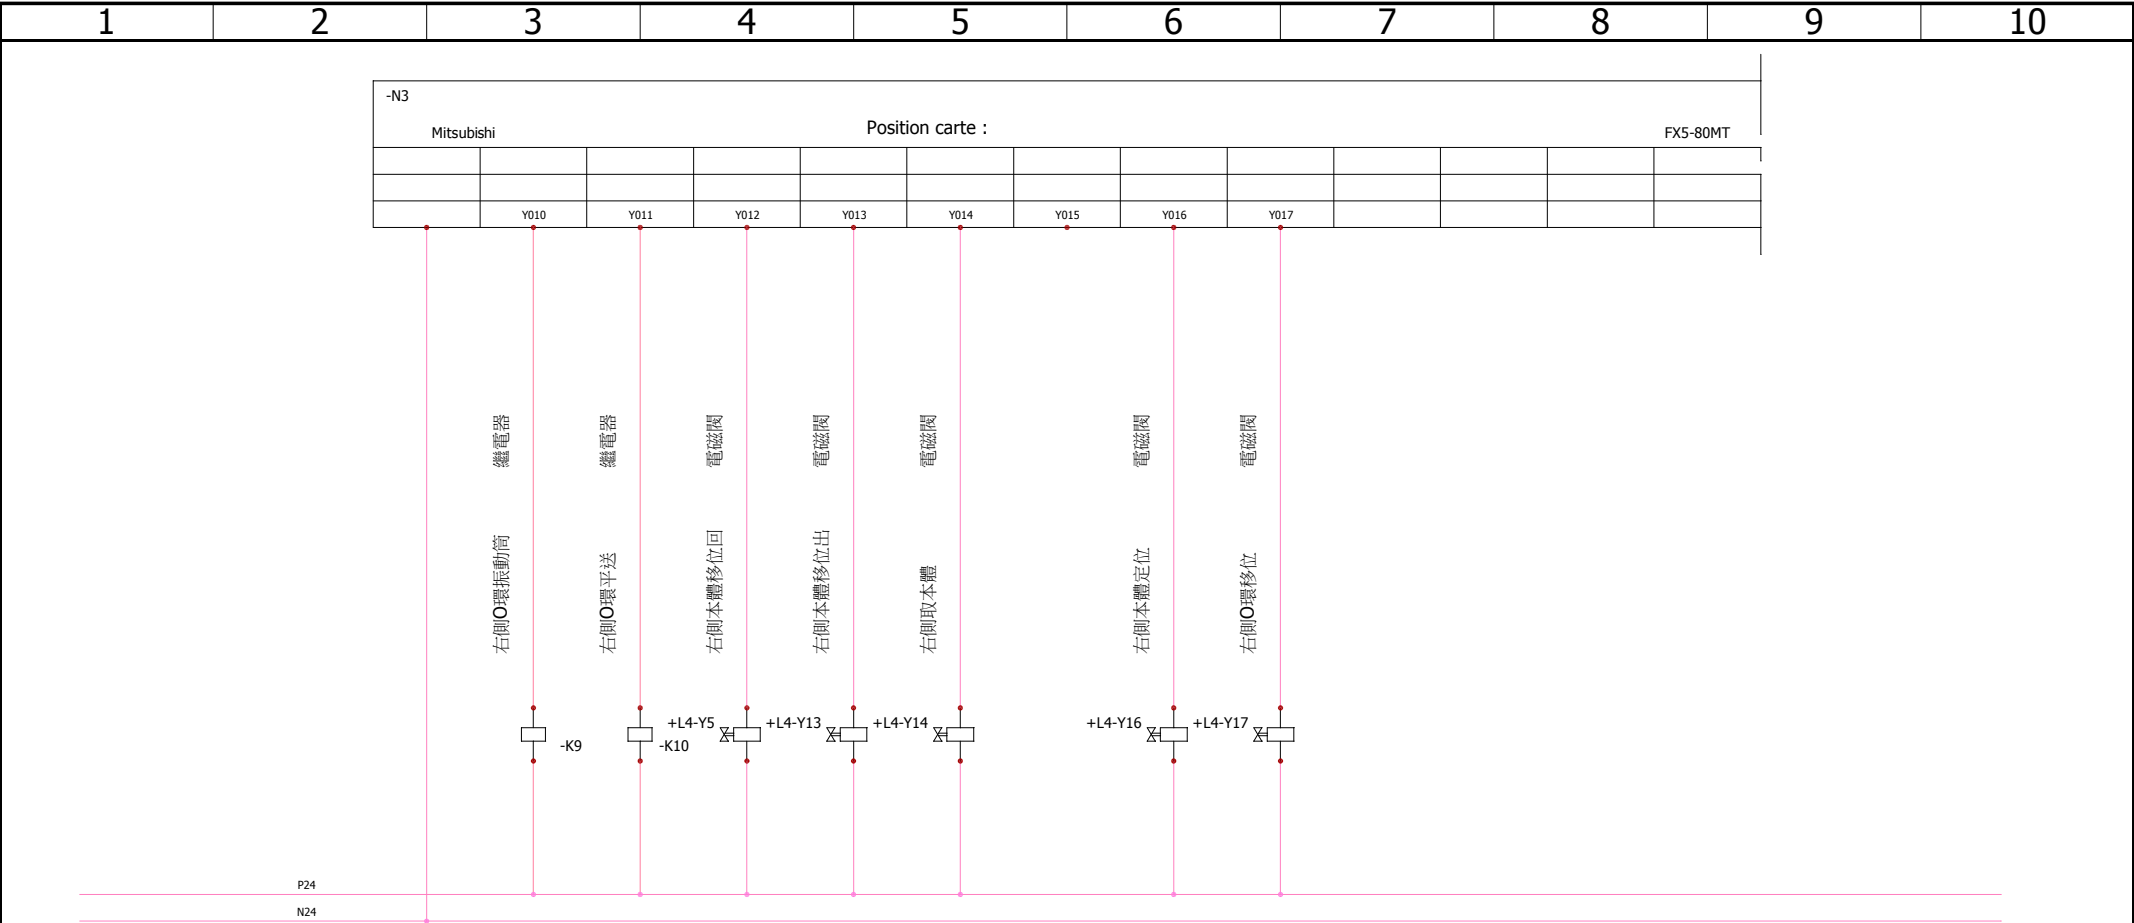 1 2 3 4 5 6 7 8 9 10
-N3
Mitsubishi Position carte : FX5-80MT
Y010 Y011 Y012 Y013 Y014 Y015 Y016 Y017
繼電器 繼電器 電磁閥 電磁閥 電磁閥 電磁閥 電磁閥
右側O環振動筒 右側O環平送 右側本體移位回 右側本體移位出 右側取本體 右側本體定位 右側O環移位
+L4-Y5 +L4-Y13 +L4-Y14 +L4-Y16 +L4-Y17
-K9 -K10
P24
N24